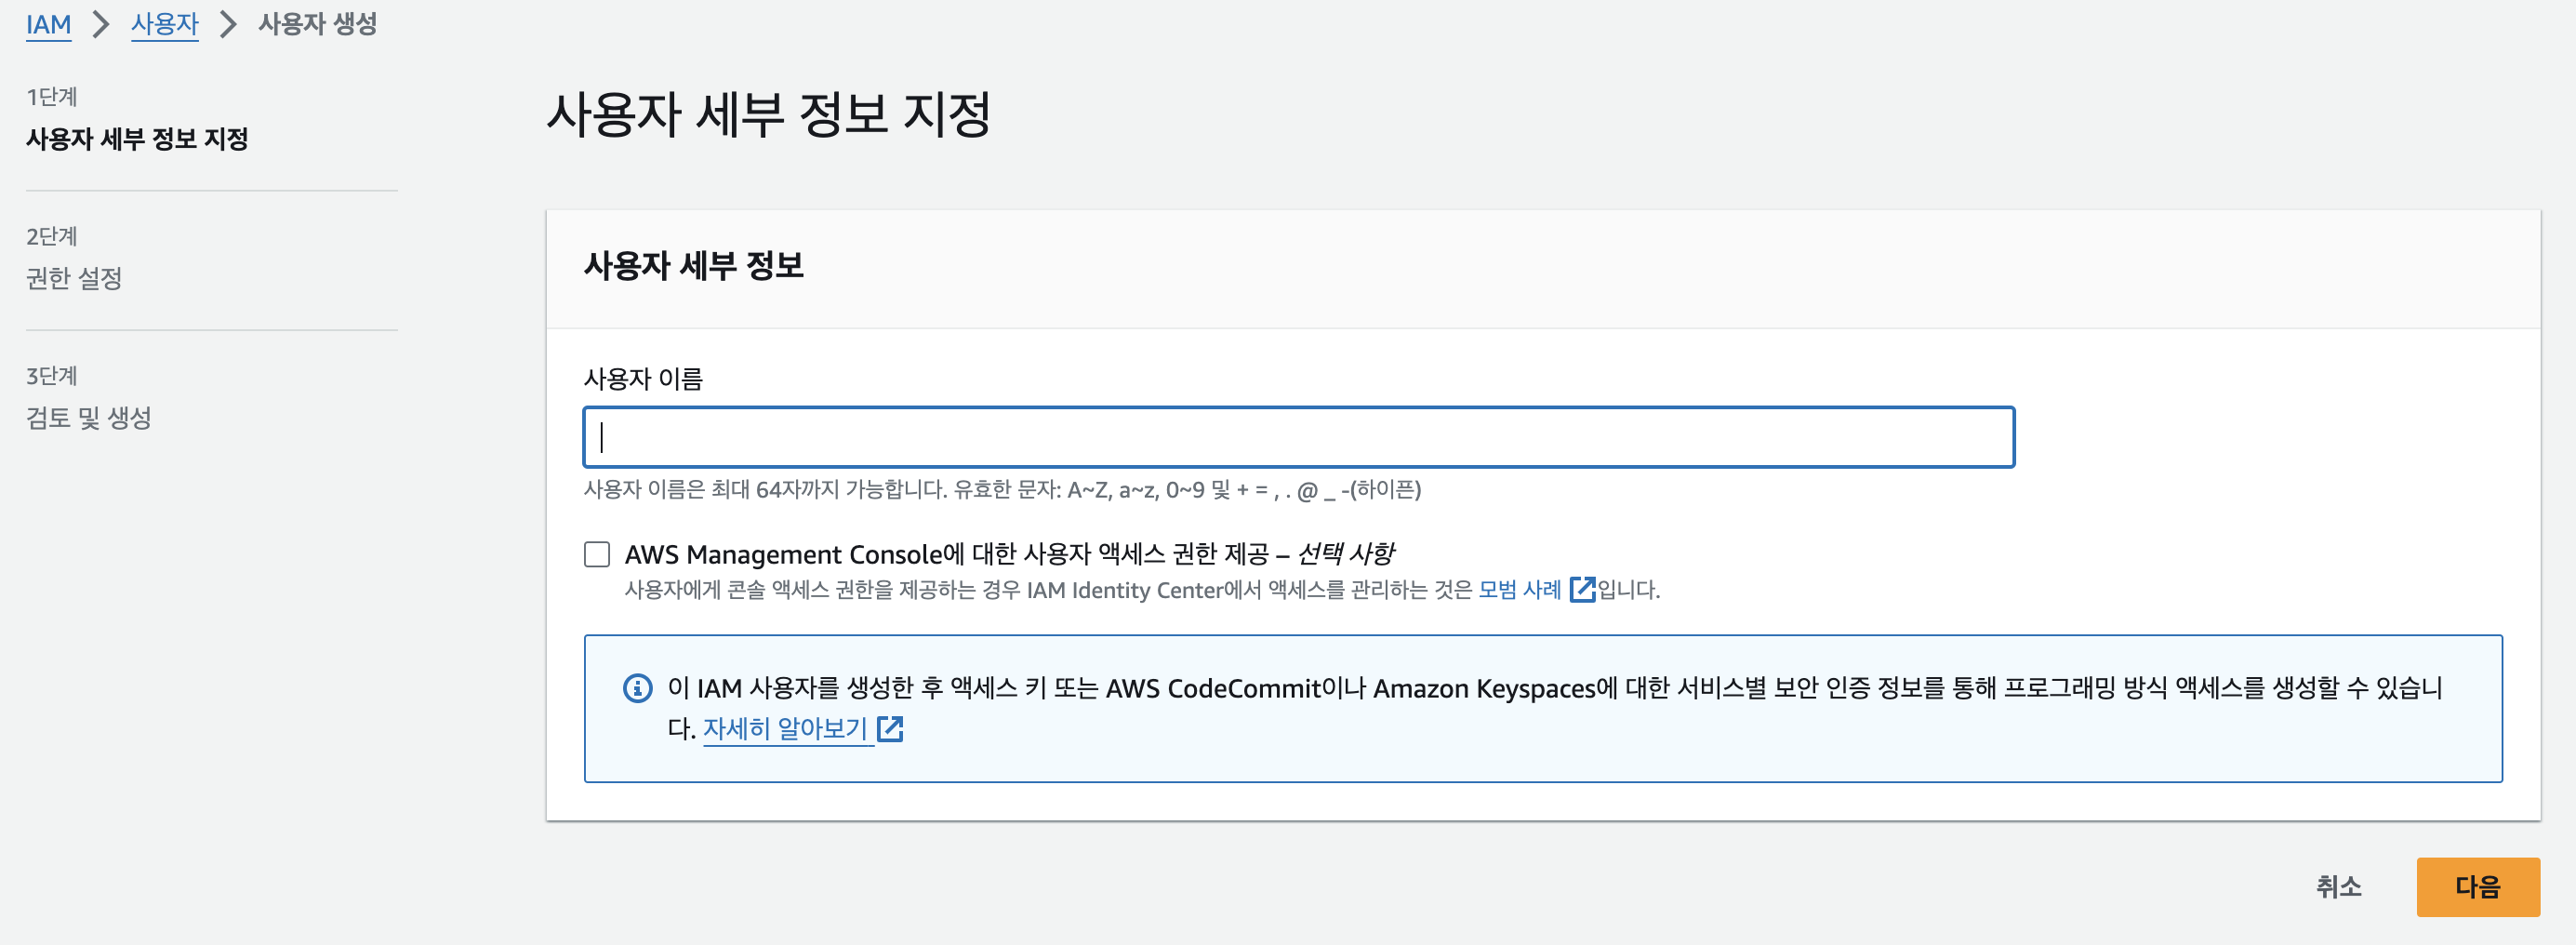 IAM > 사용자 > 사용자 생성
1단계
사용자 세부 정보 지정
2단계
권한 설정
3단계
검토 및 생성
사용자 세부 정보 지정
사용자 세부 정보
사용자 이름
사용자 이름은 최대 64자까지 가능합니다. 유효한 문자: A~Z, a~z, 0~9 및 + = , . @ _ -(하이픈)
AWS Management Console에 대한 사용자 액세스 권한 제공 – 선택 사항
사용자에게 콘솔 액세스 권한을 제공하는 경우 IAM Identity Center에서 액세스를 관리하는 것은 모범 사례 입니다.
이 IAM 사용자를 생성한 후 액세스 키 또는 AWS CodeCommit이나 Amazon Keyspaces에 대한 서비스별 보안 인증 정보를 통해 프로그래밍 방식 액세스를 생성할 수 있습니
다. 자세히 알아보기
취소
다음